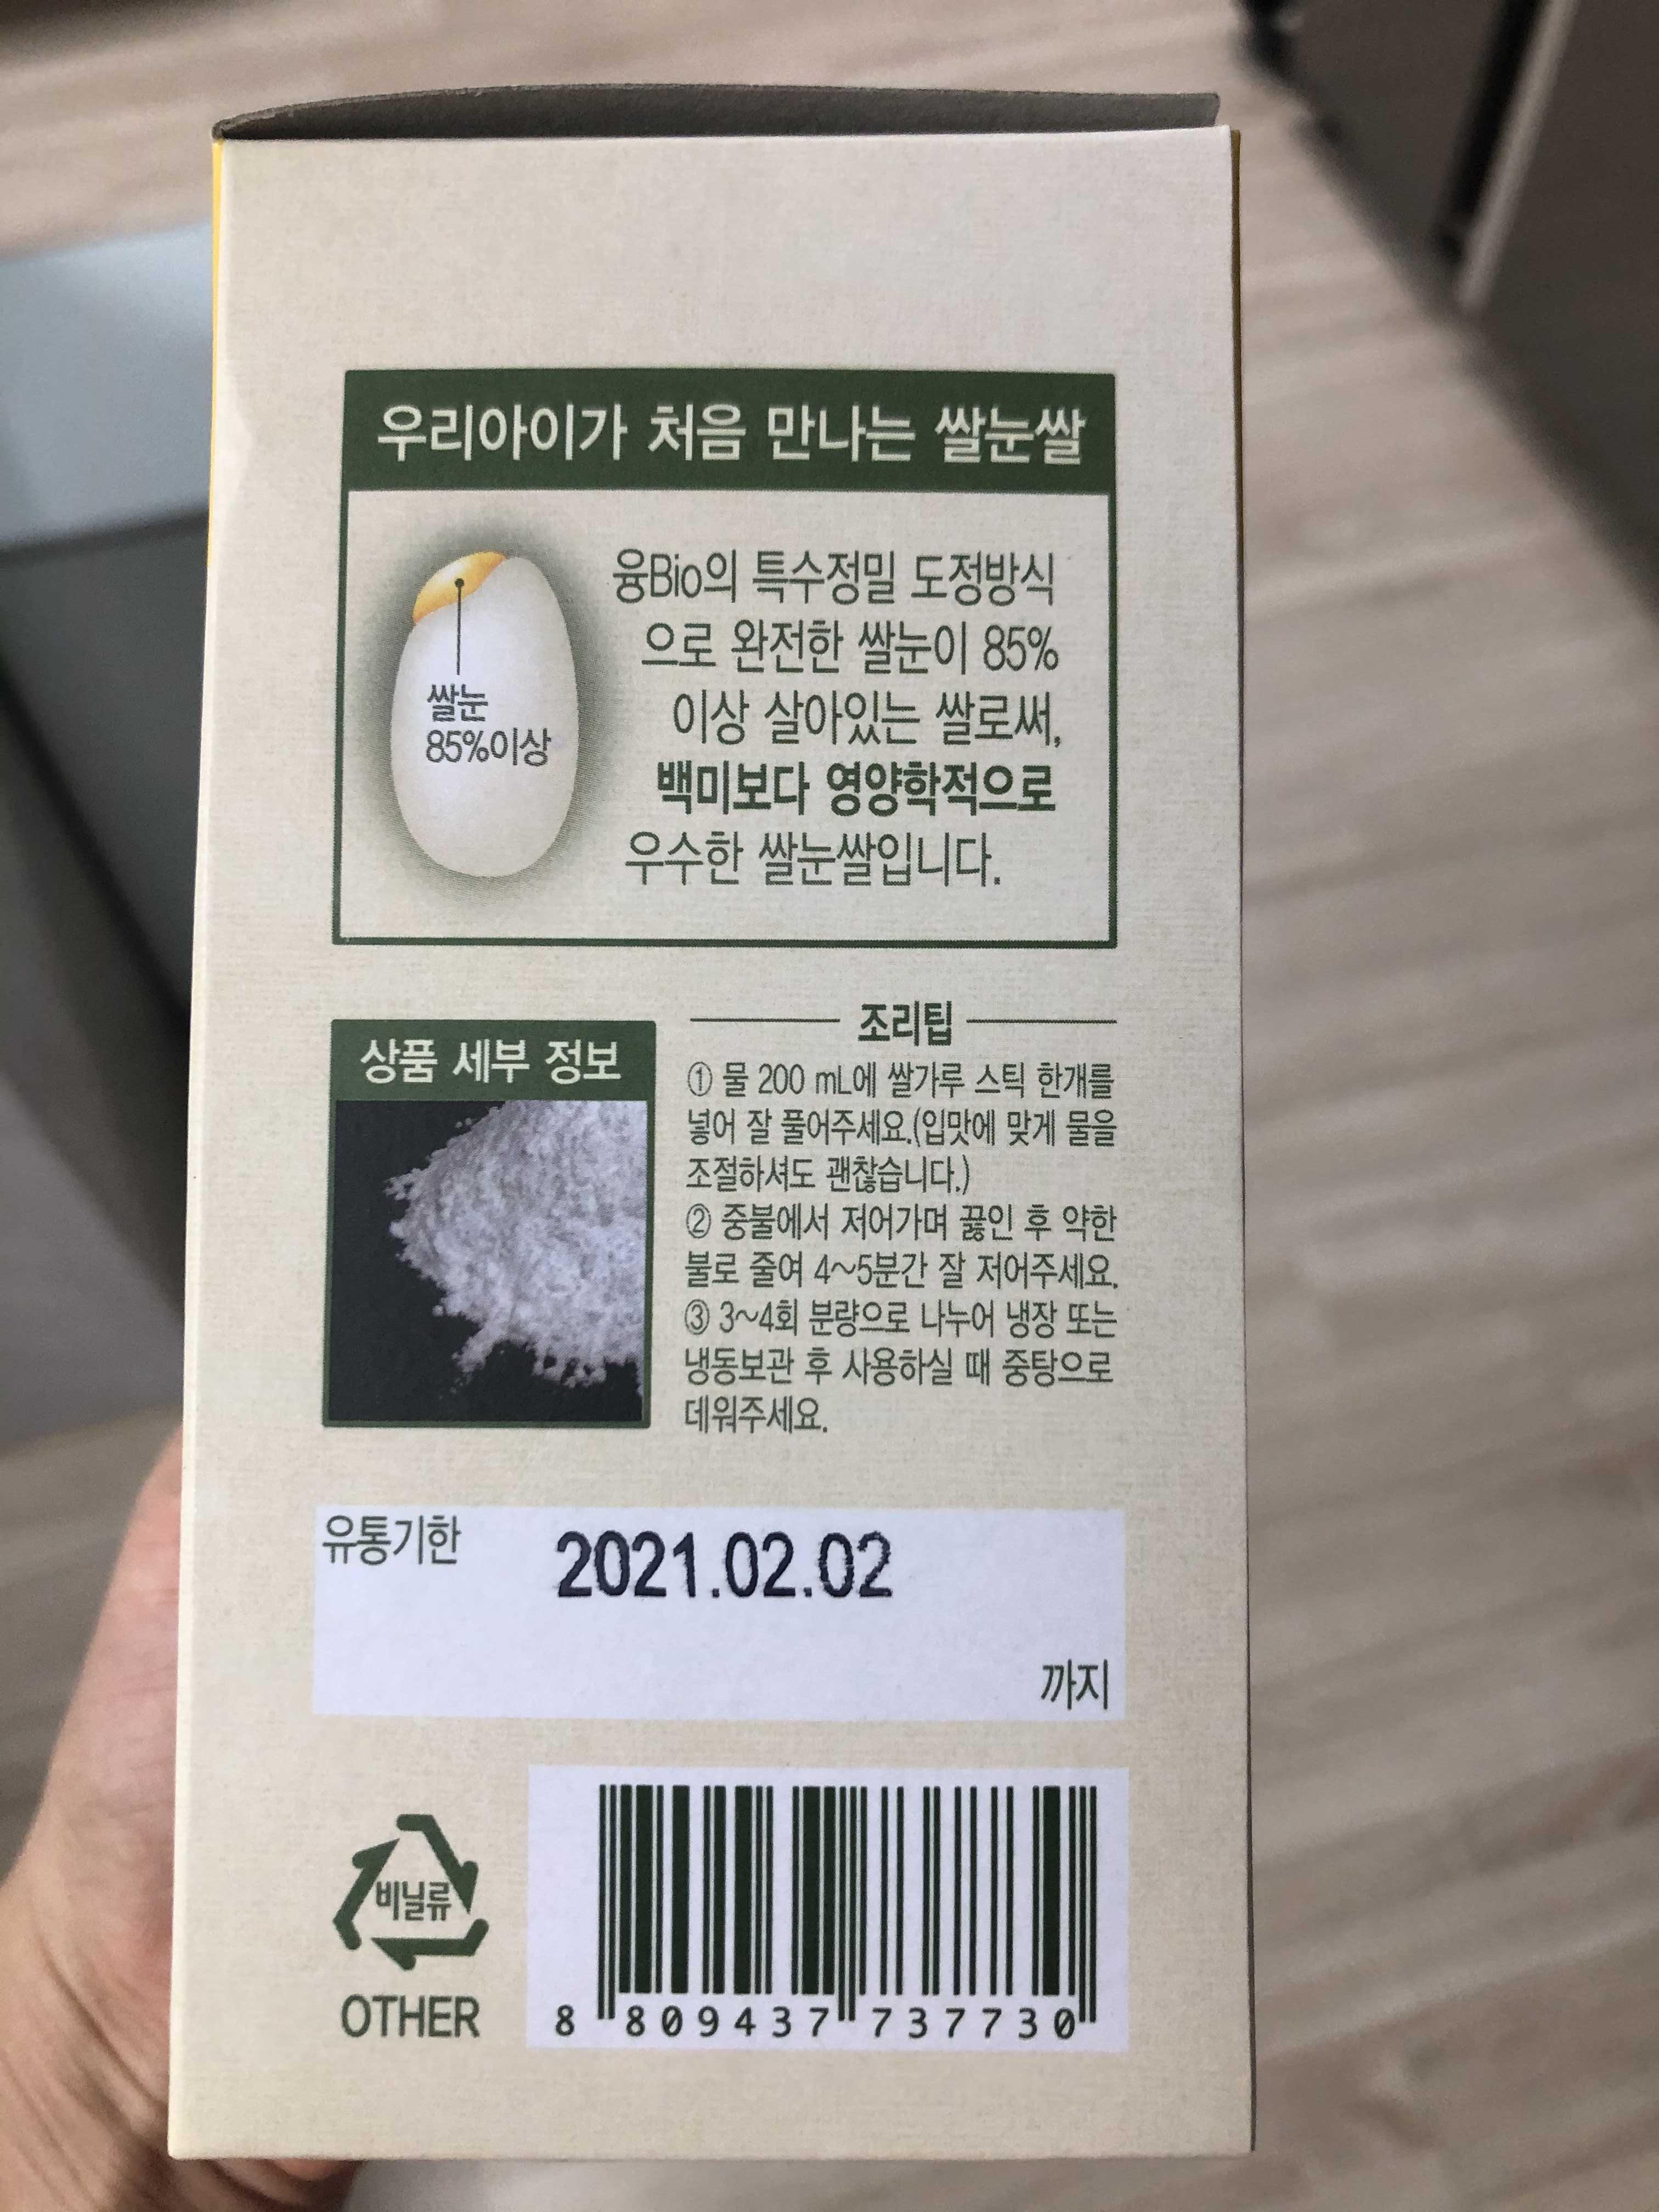 우리아이가 처음 만나는 쌀눈쌀
쌀눈
85%이상
융Bio의 특수정밀 도정방식
으로 완전한 쌀눈이 85%
이상 살아있는 쌀로써,
백미보다 영양학적으로
우수한 쌀눈쌀입니다.
상품 세부 정보
조리팁
① 물 200 mL에 쌀가루 스틱 한개를
넣어 잘 풀어주세요.(입맛에 맞게 물을
조절하셔도 괜찮습니다.)
② 중불에서 저어가며 끓인 후 약한
불로 줄여 4~5분간 잘 저어주세요.
③ 3~4회 분량으로 나누어 냉장 또는
냉동보관 후 사용하실 때 중탕으로
데워주세요.
유통기한
2021.02.02
까지
비닐류
OTHER
8 809437 737730